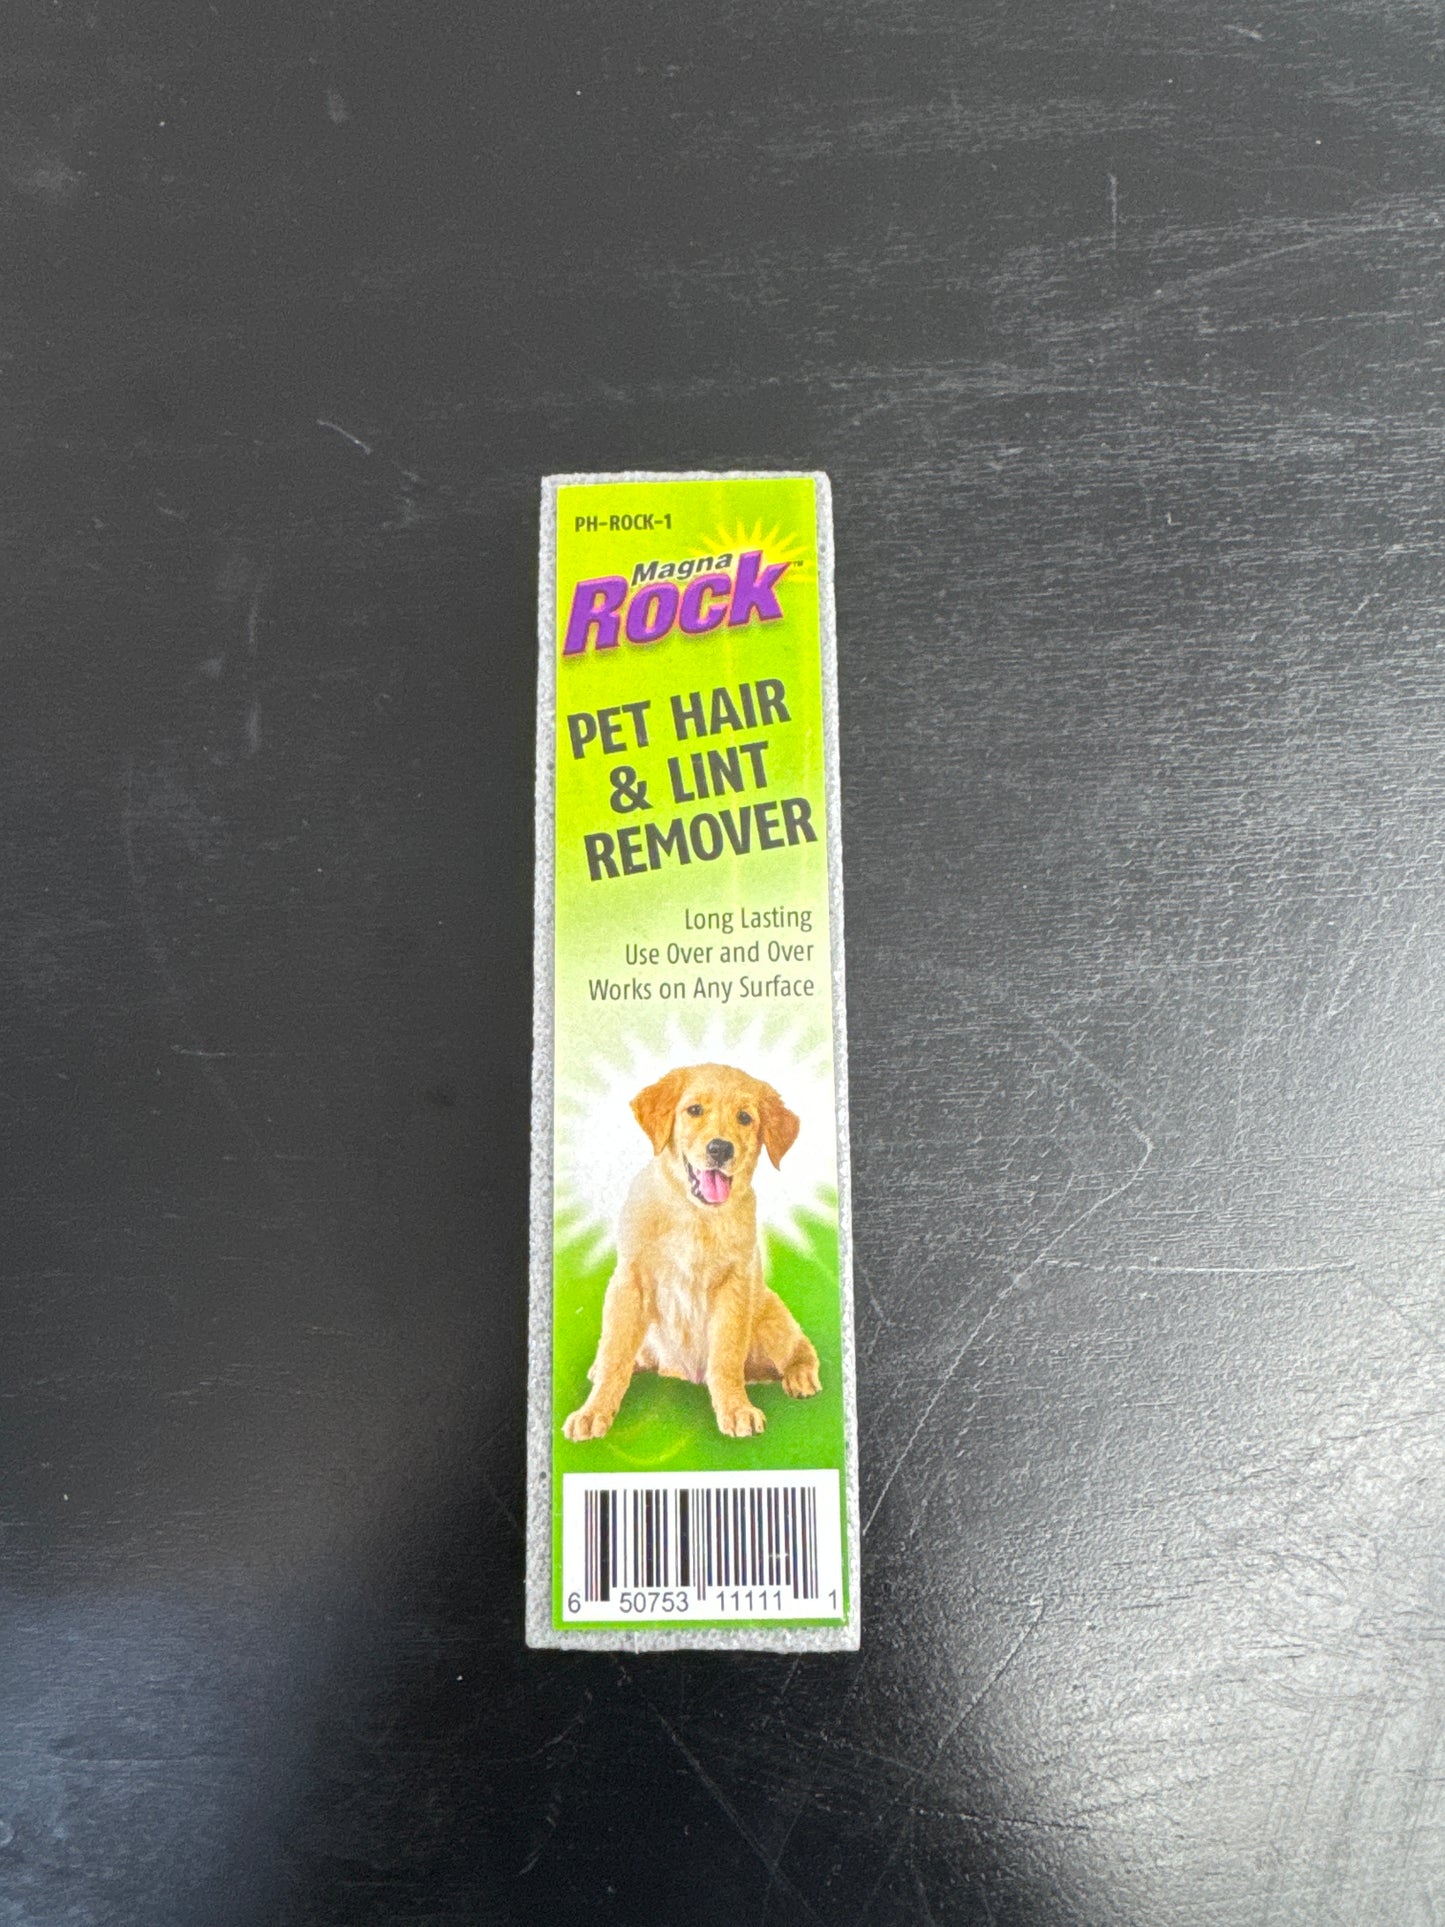 PH-ROCK-1
Magna
Rock™
PET HAIR
& LINT
REMOVER
Long Lasting
Use Over and Over
Works on Any Surface
6 50753 11111 1